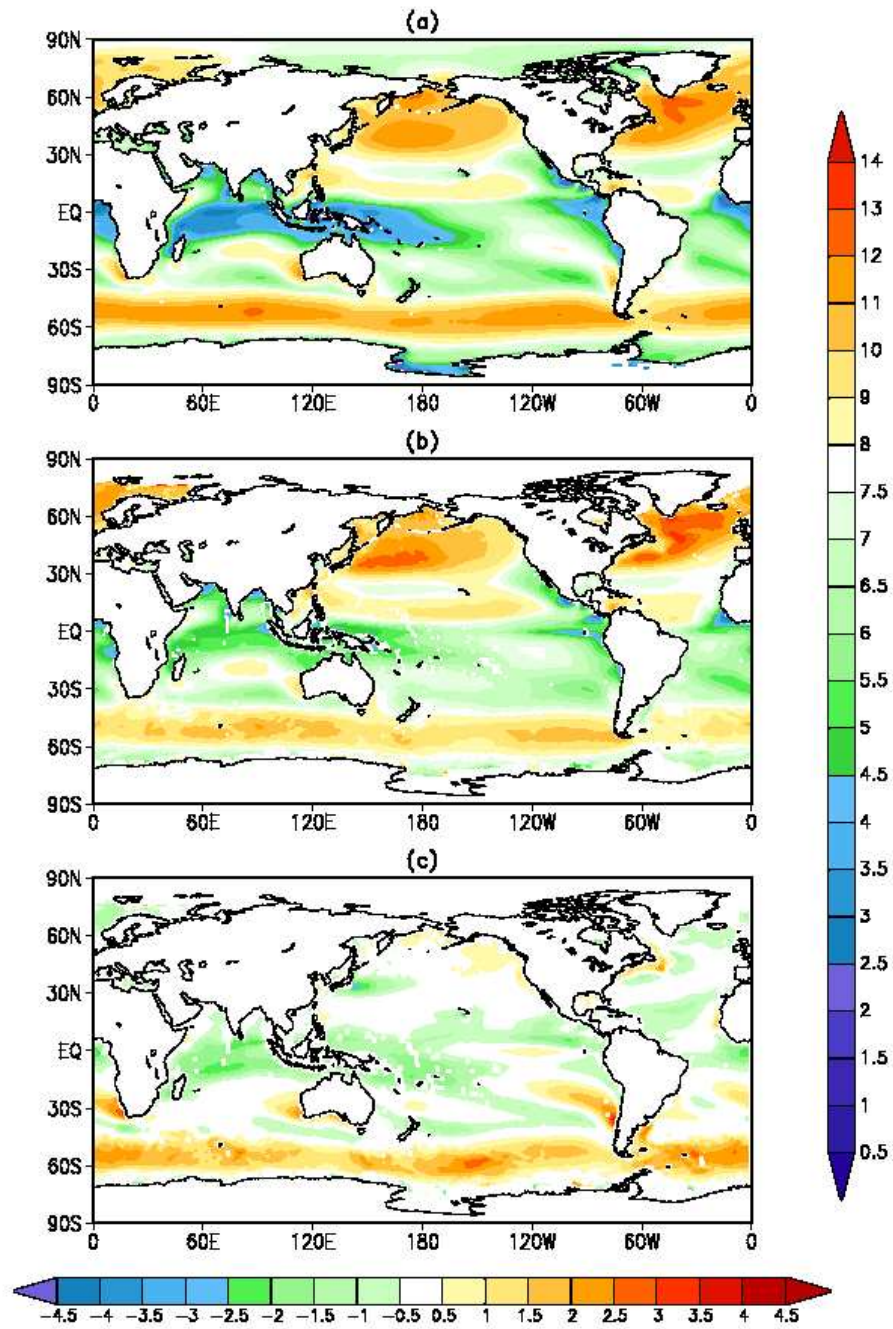 (a)
90N
60N
30N
EQ
30S
60S
90S
0 60E 120E 180 120W 60W 0
(b)
90N
60N
30N
EQ
30S
60S
90S
0 60E 120E 180 120W 60W 0
(c)
90N
60N
30N
EQ
30S
60S
90S
0 60E 120E 180 120W 60W 0
14
13
12
11
10
9
8
7.5
7
6.5
6
5.5
5
4.5
4
3.5
3
2.5
2
1.5
1
0.5
-4.5 -4 -3.5 -3 -2.5 -2 -1.5 -1 -0.5 0.5 1 1.5 2 2.5 3 3.5 4 4.5